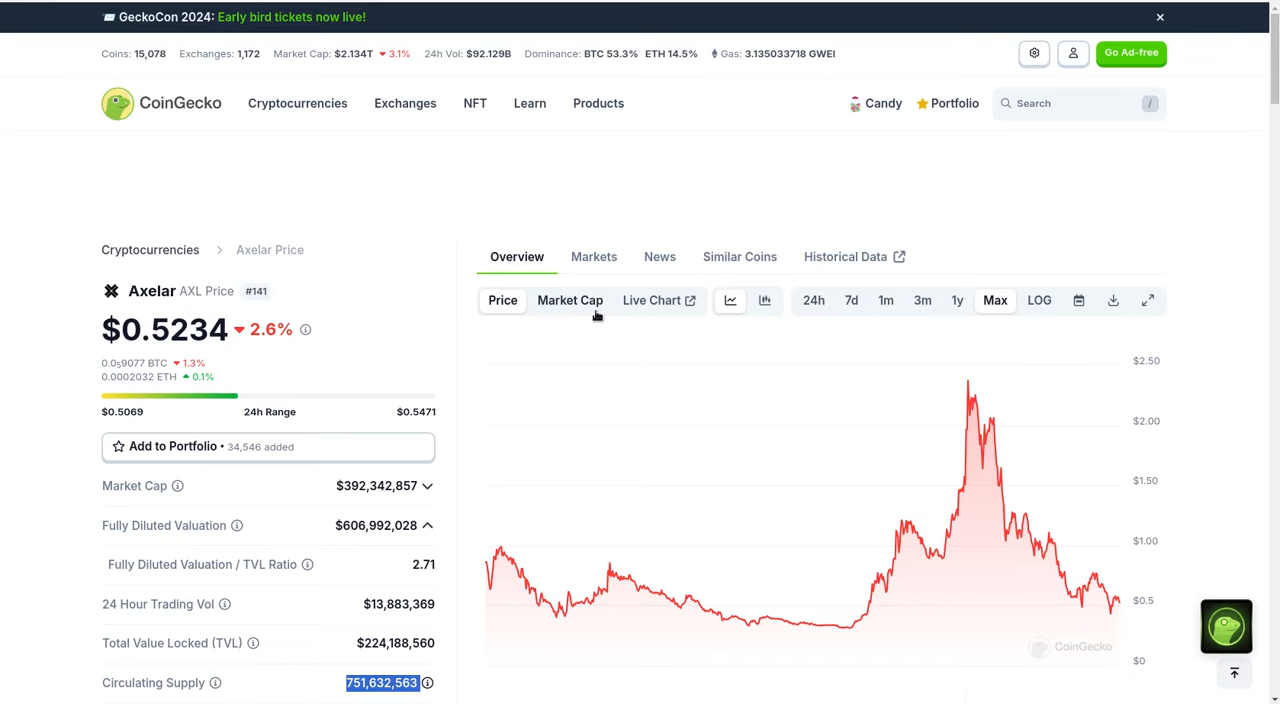 GeckoCon 2024: Early bird tickets now live!
Coins: 15,078 Exchanges: 1,172 Market Cap: $2.134T 3.1% 24h Vol: $92.129B Dominance: BTC 53.3% ETH 14.5% Gas: 3.135033718 GWEI
Go Ad-free
CoinGecko Cryptocurrencies Exchanges NFT Learn Products Candy Portfolio Search /
Cryptocurrencies > Axelar Price
Axelar AXL Price #141
$0.5234 2.6%
0.0₅9077 BTC 1.3%
0.0002032 ETH 0.1%
$0.5069 24h Range $0.5471
Add to Portfolio • 34,546 added
Market Cap $392,342,857
Fully Diluted Valuation $606,992,028
Fully Diluted Valuation / TVL Ratio 2.71
24 Hour Trading Vol $13,883,369
Total Value Locked (TVL) $224,188,560
Circulating Supply 751,632,563
Overview Markets News Similar Coins Historical Data
Price Market Cap Live Chart 24h 7d 1m 3m 1y Max LOG
$2.50
$2.00
$1.50
$1.00
$0.5
CoinGecko
$0